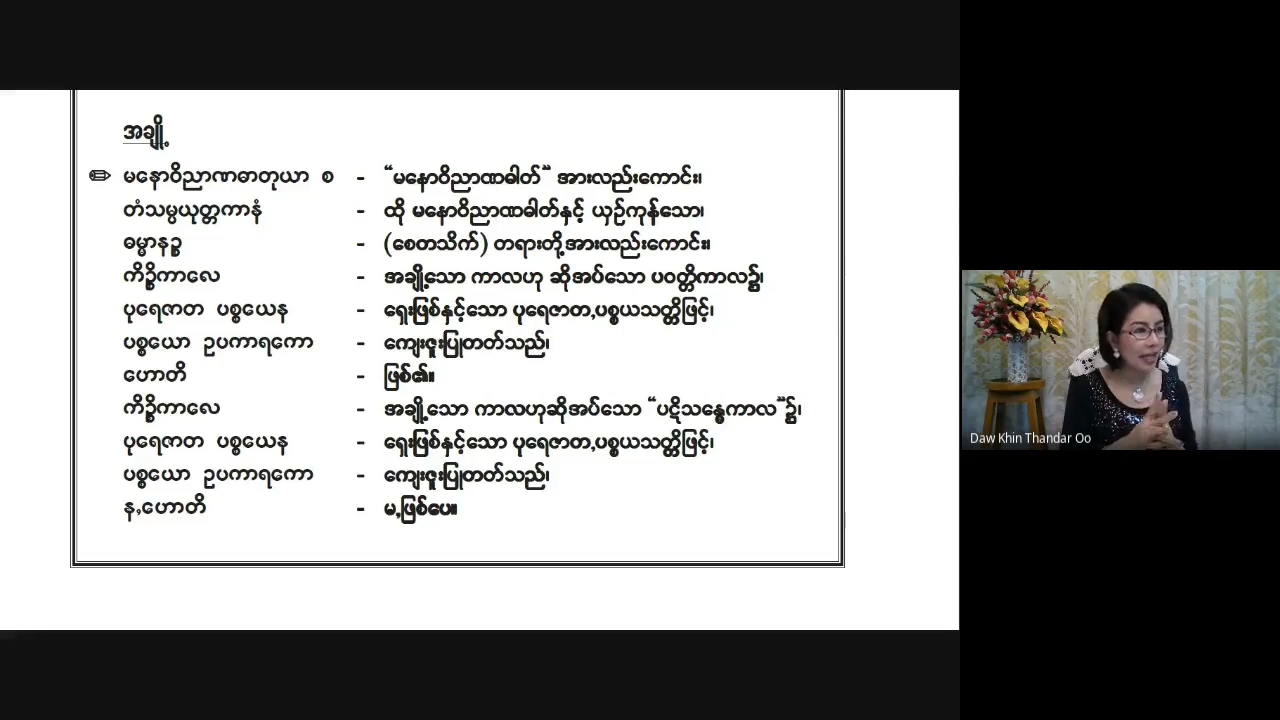 အချို့
မနောဝိညာဏဓာတုယာ စ - “မနောဝိညာဏဓါတ်” အားလည်းကောင်း၊
တံသမ္ပယုတ္တကာနံ - ထို မနောဝိညာဏဓါတ်နှင့် ယှဉ်ကုန်သော၊
ဓမ္မာနဉ္စ - (စေတသိက်) တရားတို့အားလည်းကောင်း၊
ကိဉ္စိကာလေ - အချို့သော ကာလဟု ဆိုအပ်သော ပဝတ္တိကာလ၌၊
ပုရေဇာတ ပစ္စယေန - ရှေးဖြစ်နှင့်သော ပုရေဇာတ,ပစ္စယသတ္တိဖြင့်၊
ပစ္စယော ဥပကာရကော - ကျေးဇူးပြုတတ်သည်၊
ဟောတိ - ဖြစ်၏။
ကိဉ္စိကာလေ - အချို့သော ကာလဟုဆိုအပ်သော “ပဋိသန္ဓေကာလ”၌၊
ပုရေဇာတ ပစ္စယေန - ရှေးဖြစ်နှင့်သော ပုရေဇာတ,ပစ္စယသတ္တိဖြင့်၊
ပစ္စယော ဥပကာရကော - ကျေးဇူးပြုတတ်သည်၊
န,ဟောတိ - မ,ဖြစ်ပေ။
Daw Khin Thandar Oo